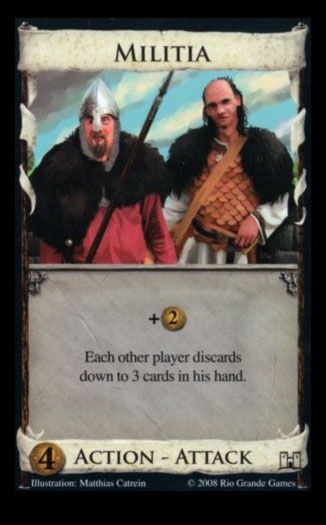 MILITIA
+2
Each other player discards
down to 3 cards in his hand.
4 ACTION - ATTACK
Illustration: Matthias Catrein © 2008 Rio Grande Games